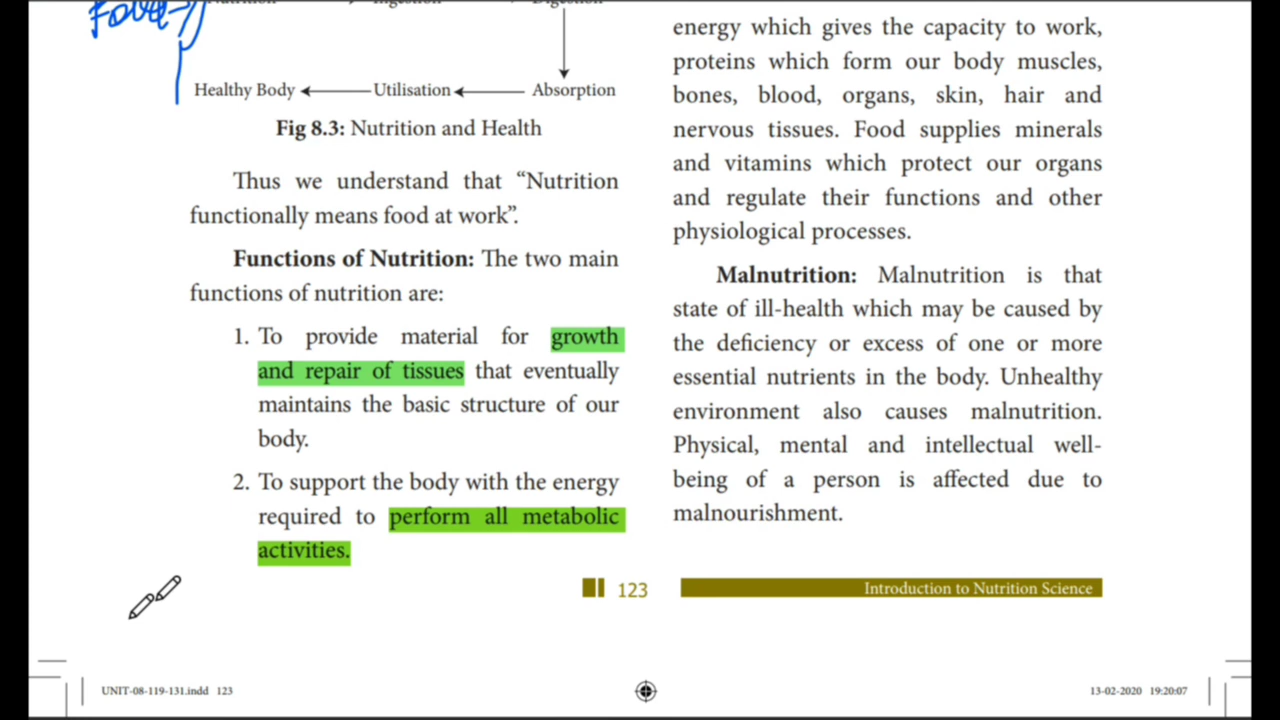 Food
Healthy Body
Utilisation
Absorption
Fig 8.3: Nutrition and Health
Thus we understand that “Nutrition
functionally means food at work”.
Functions of Nutrition: The two main
functions of nutrition are:
1. To provide material for growth
and repair of tissues that eventually
maintains the basic structure of our
body.
2. To support the body with the energy
required to perform all metabolic
activities.
energy which gives the capacity to work,
proteins which form our body muscles,
bones, blood, organs, skin, hair and
nervous tissues. Food supplies minerals
and vitamins which protect our organs
and regulate their functions and other
physiological processes.
Malnutrition: Malnutrition is that
state of ill-health which may be caused by
the deficiency or excess of one or more
essential nutrients in the body. Unhealthy
environment also causes malnutrition.
Physical, mental and intellectual well-
being of a person is affected due to
malnourishment.
123
Introduction to Nutrition Science
UNIT-08-119-131.indd 123
13-02-2020 19:20:07